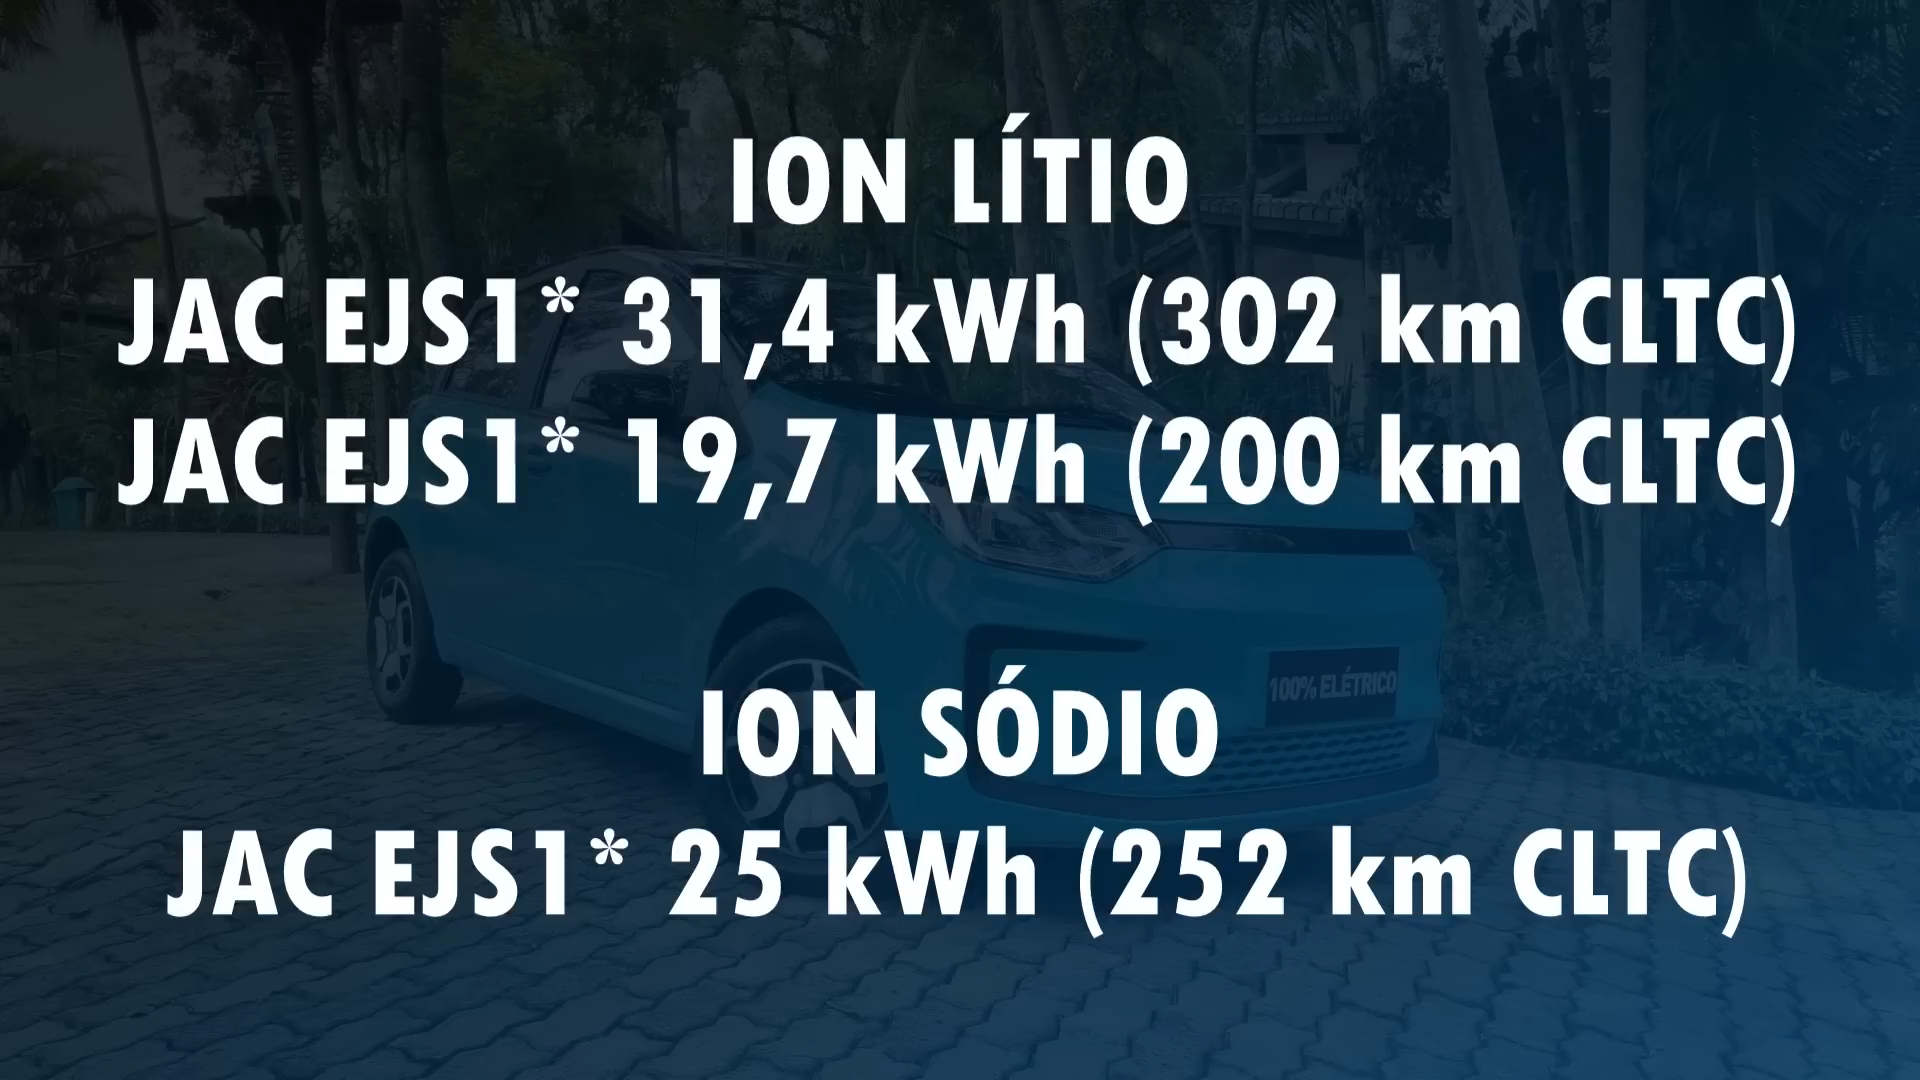 ION LÍTIO
JAC EJS1* 31,4 kWh (302 km CLTC)
JAC EJS1* 19,7 kWh (200 km CLTC)
100% ELÉTRICO
ION SÓDIO
JAC EJS1* 25 kWh (252 km CLTC)